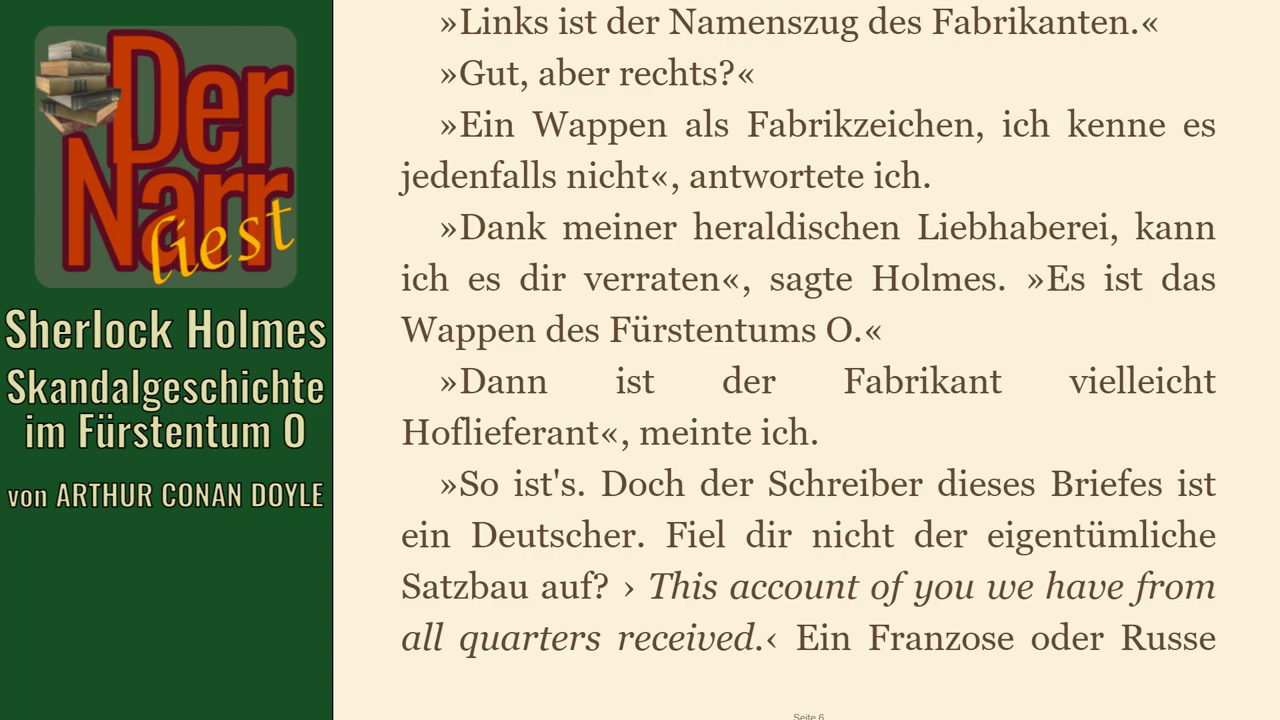 Der
Narr
liest
Sherlock Holmes
Skandalgeschichte
im Fürstentum O
von ARTHUR CONAN DOYLE
»Links ist der Namenszug des Fabrikanten.«
»Gut, aber rechts?«
»Ein Wappen als Fabrikzeichen, ich kenne es
jedenfalls nicht«, antwortete ich.
»Dank meiner heraldischen Liebhaberei, kann
ich es dir verraten«, sagte Holmes. »Es ist das
Wappen des Fürstentums O.«
»Dann ist der Fabrikant vielleicht
Hoflieferant«, meinte ich.
»So ist's. Doch der Schreiber dieses Briefes ist
ein Deutscher. Fiel dir nicht der eigentümliche
Satzbau auf? › This account of you we have from
all quarters received.‹ Ein Franzose oder Russe
Seite 6